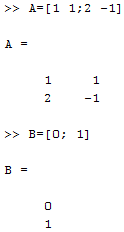 >> A=[1 1;2 -1]
A =
1 1
2 -1
>> B=[0; 1]
B =
0
1